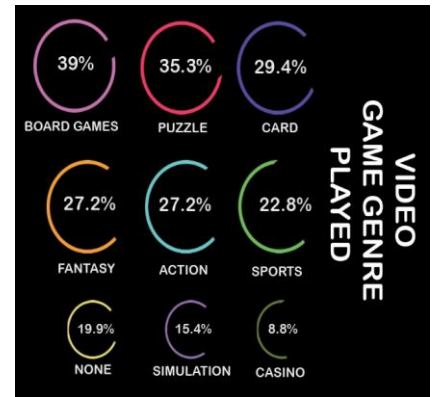 39%
35.3%
29.4%
BOARD GAMES
PUZZLE
CARD
27.2%
27.2%
22.8%
FANTASY
ACTION
SPORTS
19.9%
15.4%
8.8%
NONE
SIMULATION
CASINO
VIDEO
GAME GENRE
PLAYED